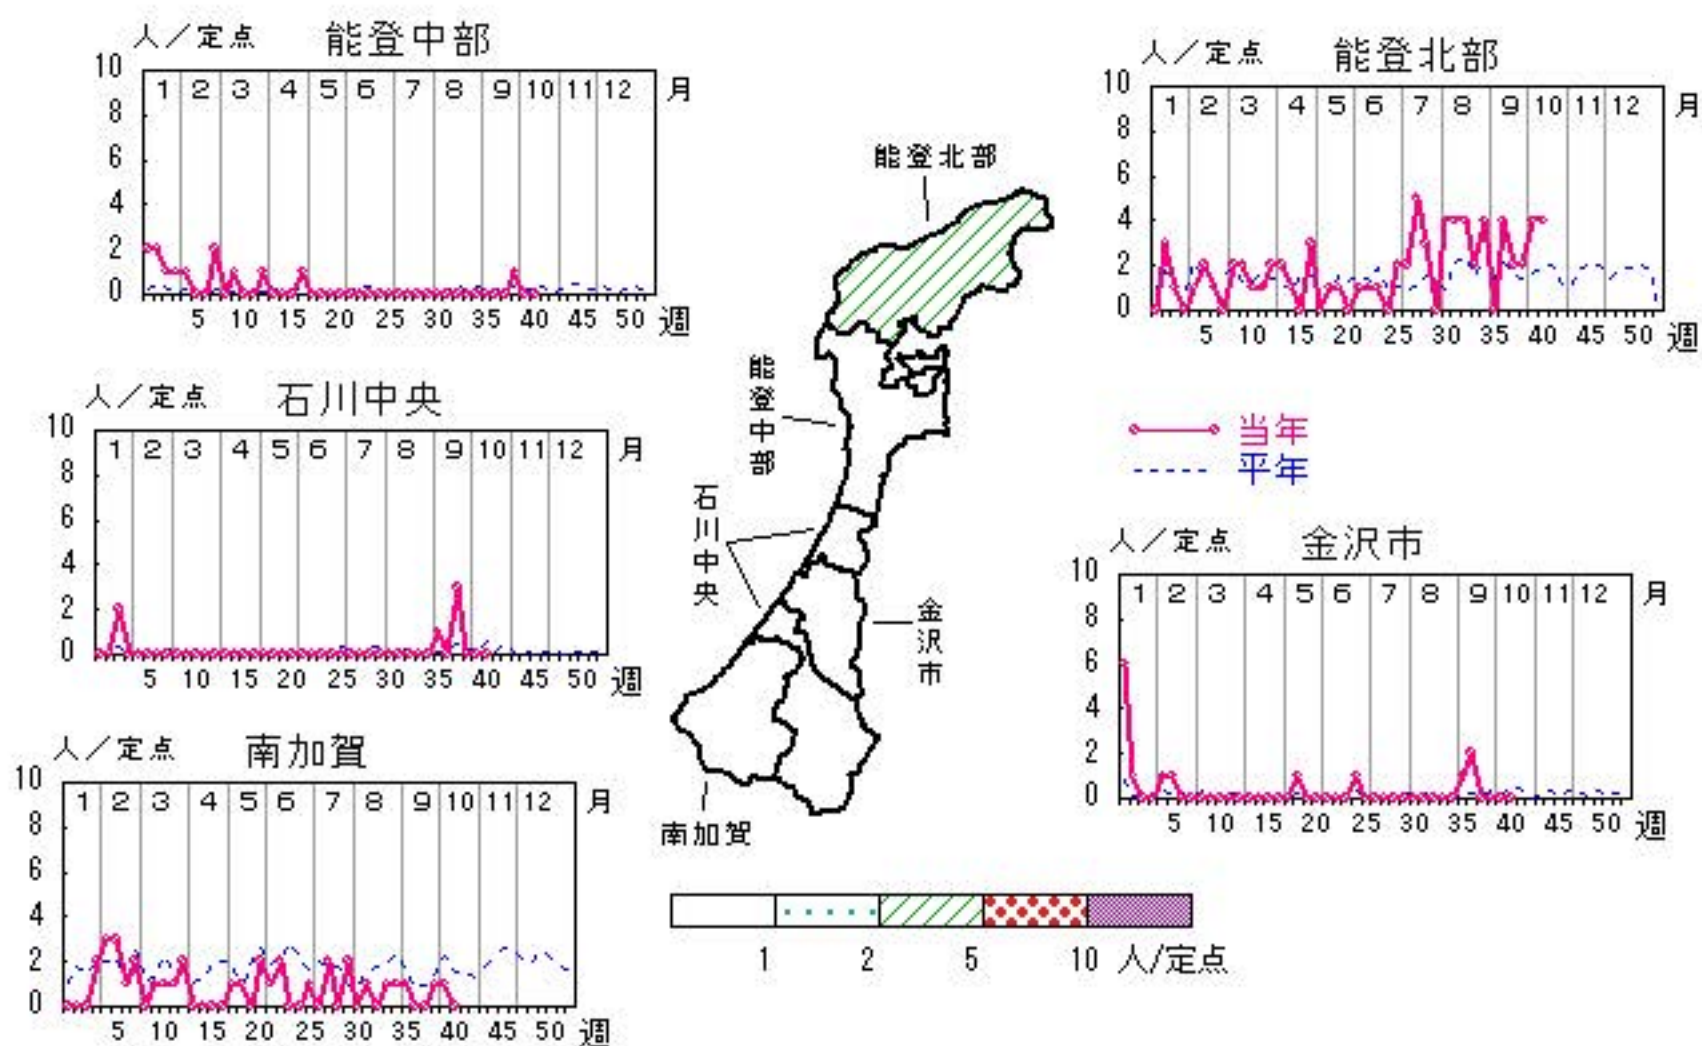 人／定点 能登中部
10 8 6 4 2 0
1 2 3 4 5 6 7 8 9 10 11 12 月
5 10 15 20 25 30 35 40 45 50 週
人／定点 能登北部
10 8 6 4 2 0
1 2 3 4 5 6 7 8 9 10 11 12 月
5 10 15 20 25 30 35 40 45 50 週
能登北部
能登中部
石川中央
金沢市
南加賀
人／定点 石川中央
10 8 6 4 2 0
1 2 3 4 5 6 7 8 9 10 11 12 月
5 10 15 20 25 30 35 40 45 50 週
当年
平年
人／定点 金沢市
10 8 6 4 2 0
1 2 3 4 5 6 7 8 9 10 11 12 月
5 10 15 20 25 30 35 40 45 50 週
人／定点 南加賀
10 8 6 4 2 0
1 2 3 4 5 6 7 8 9 10 11 12 月
5 10 15 20 25 30 35 40 45 50 週
1 2 5 10 人/定点